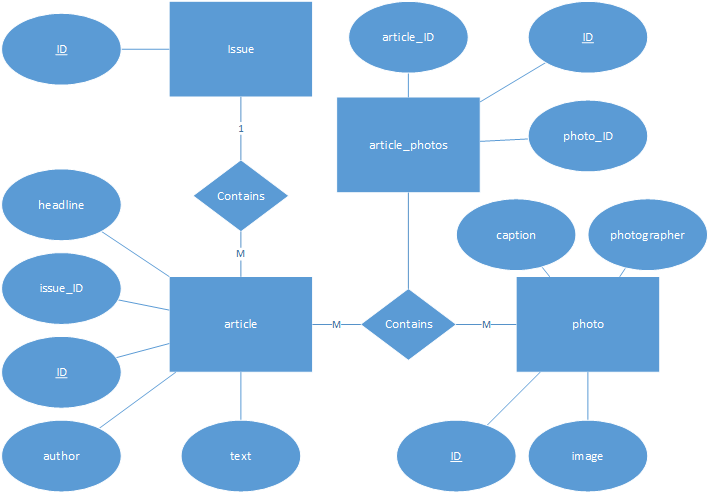 ID
Issue
article_ID
ID
1
article_photos
photo_ID
Contains
headline
M
caption
photographer
issue_ID
article
M
Contains
M
photo
ID
author
text
ID
image